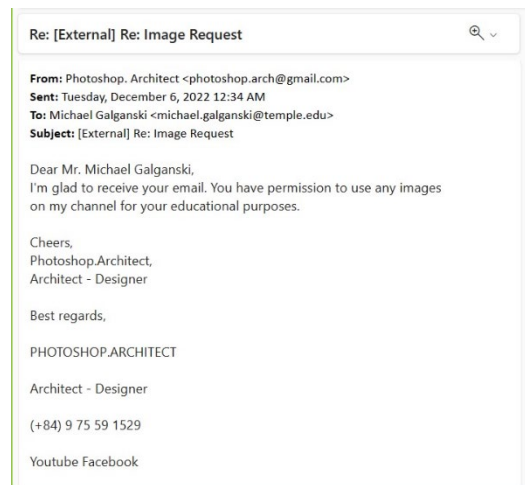 Re: [External] Re: Image Request
From: Photoshop. Architect <photoshop.arch@gmail.com>
Sent: Tuesday, December 6, 2022 12:34 AM
To: Michael Galganski <michael.galganski@temple.edu>
Subject: [External] Re: Image Request
Dear Mr. Michael Galganski,
I'm glad to receive your email. You have permission to use any images
on my channel for your educational purposes.
Cheers,
Photoshop.Architect,
Architect - Designer
Best regards,
PHOTOSHOP.ARCHITECT
Architect - Designer
(+84) 9 75 59 1529
Youtube Facebook